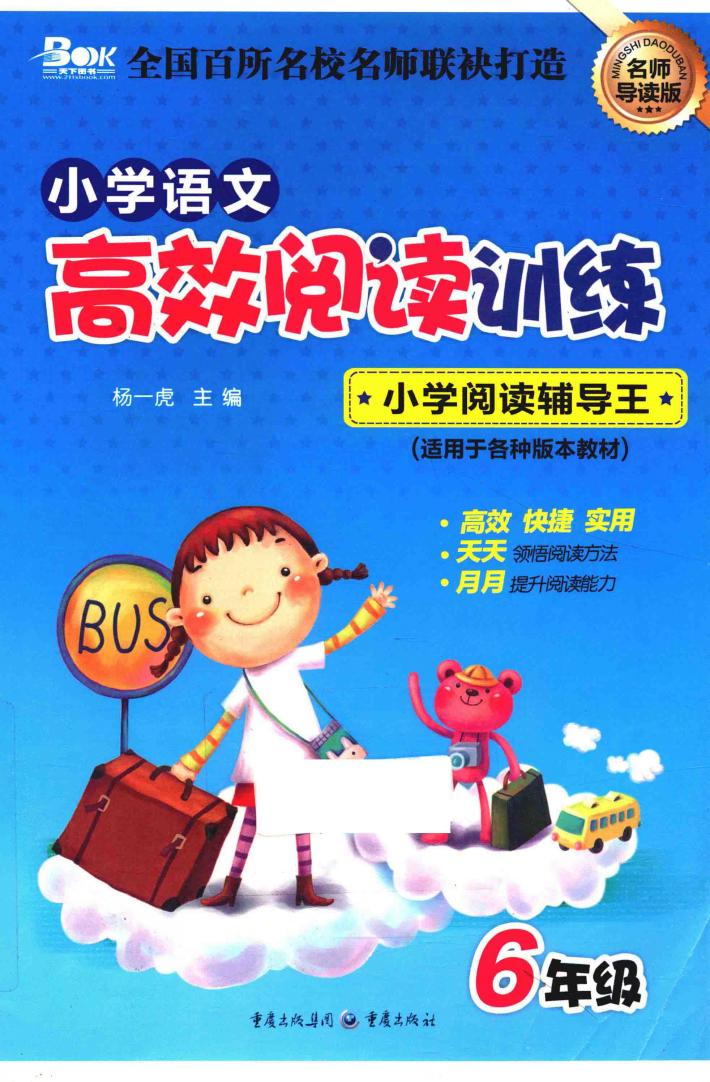 BOOK
天下图书
www.21txbook.com
全国百所名校名师联袂打造
MINGSHI DAODUBAN
名师
导读版
小学语文
高效阅读训练
杨一虎 主编
小学阅读辅导王
(适用于各种版本教材)
高效 快捷 实用
天天 领悟阅读方法
月月 提升阅读能力
BUS
6年级
重庆出版集团 重庆出版社